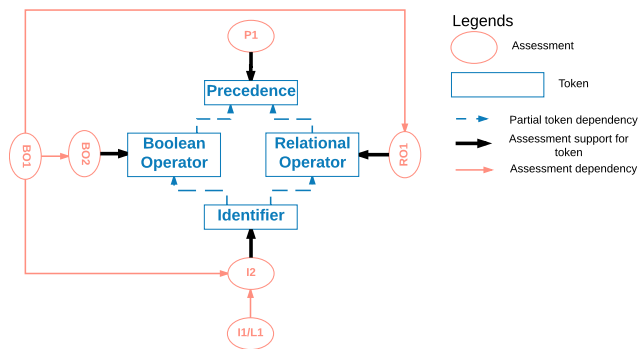 Legends
P1
Assessment
Precedence
Token
Partial token dependency
Boolean
Operator
Relational
Operator
Assessment support for
token
BO1
BO2
RO1
Assessment dependency
Identifier
I2
I1/L1